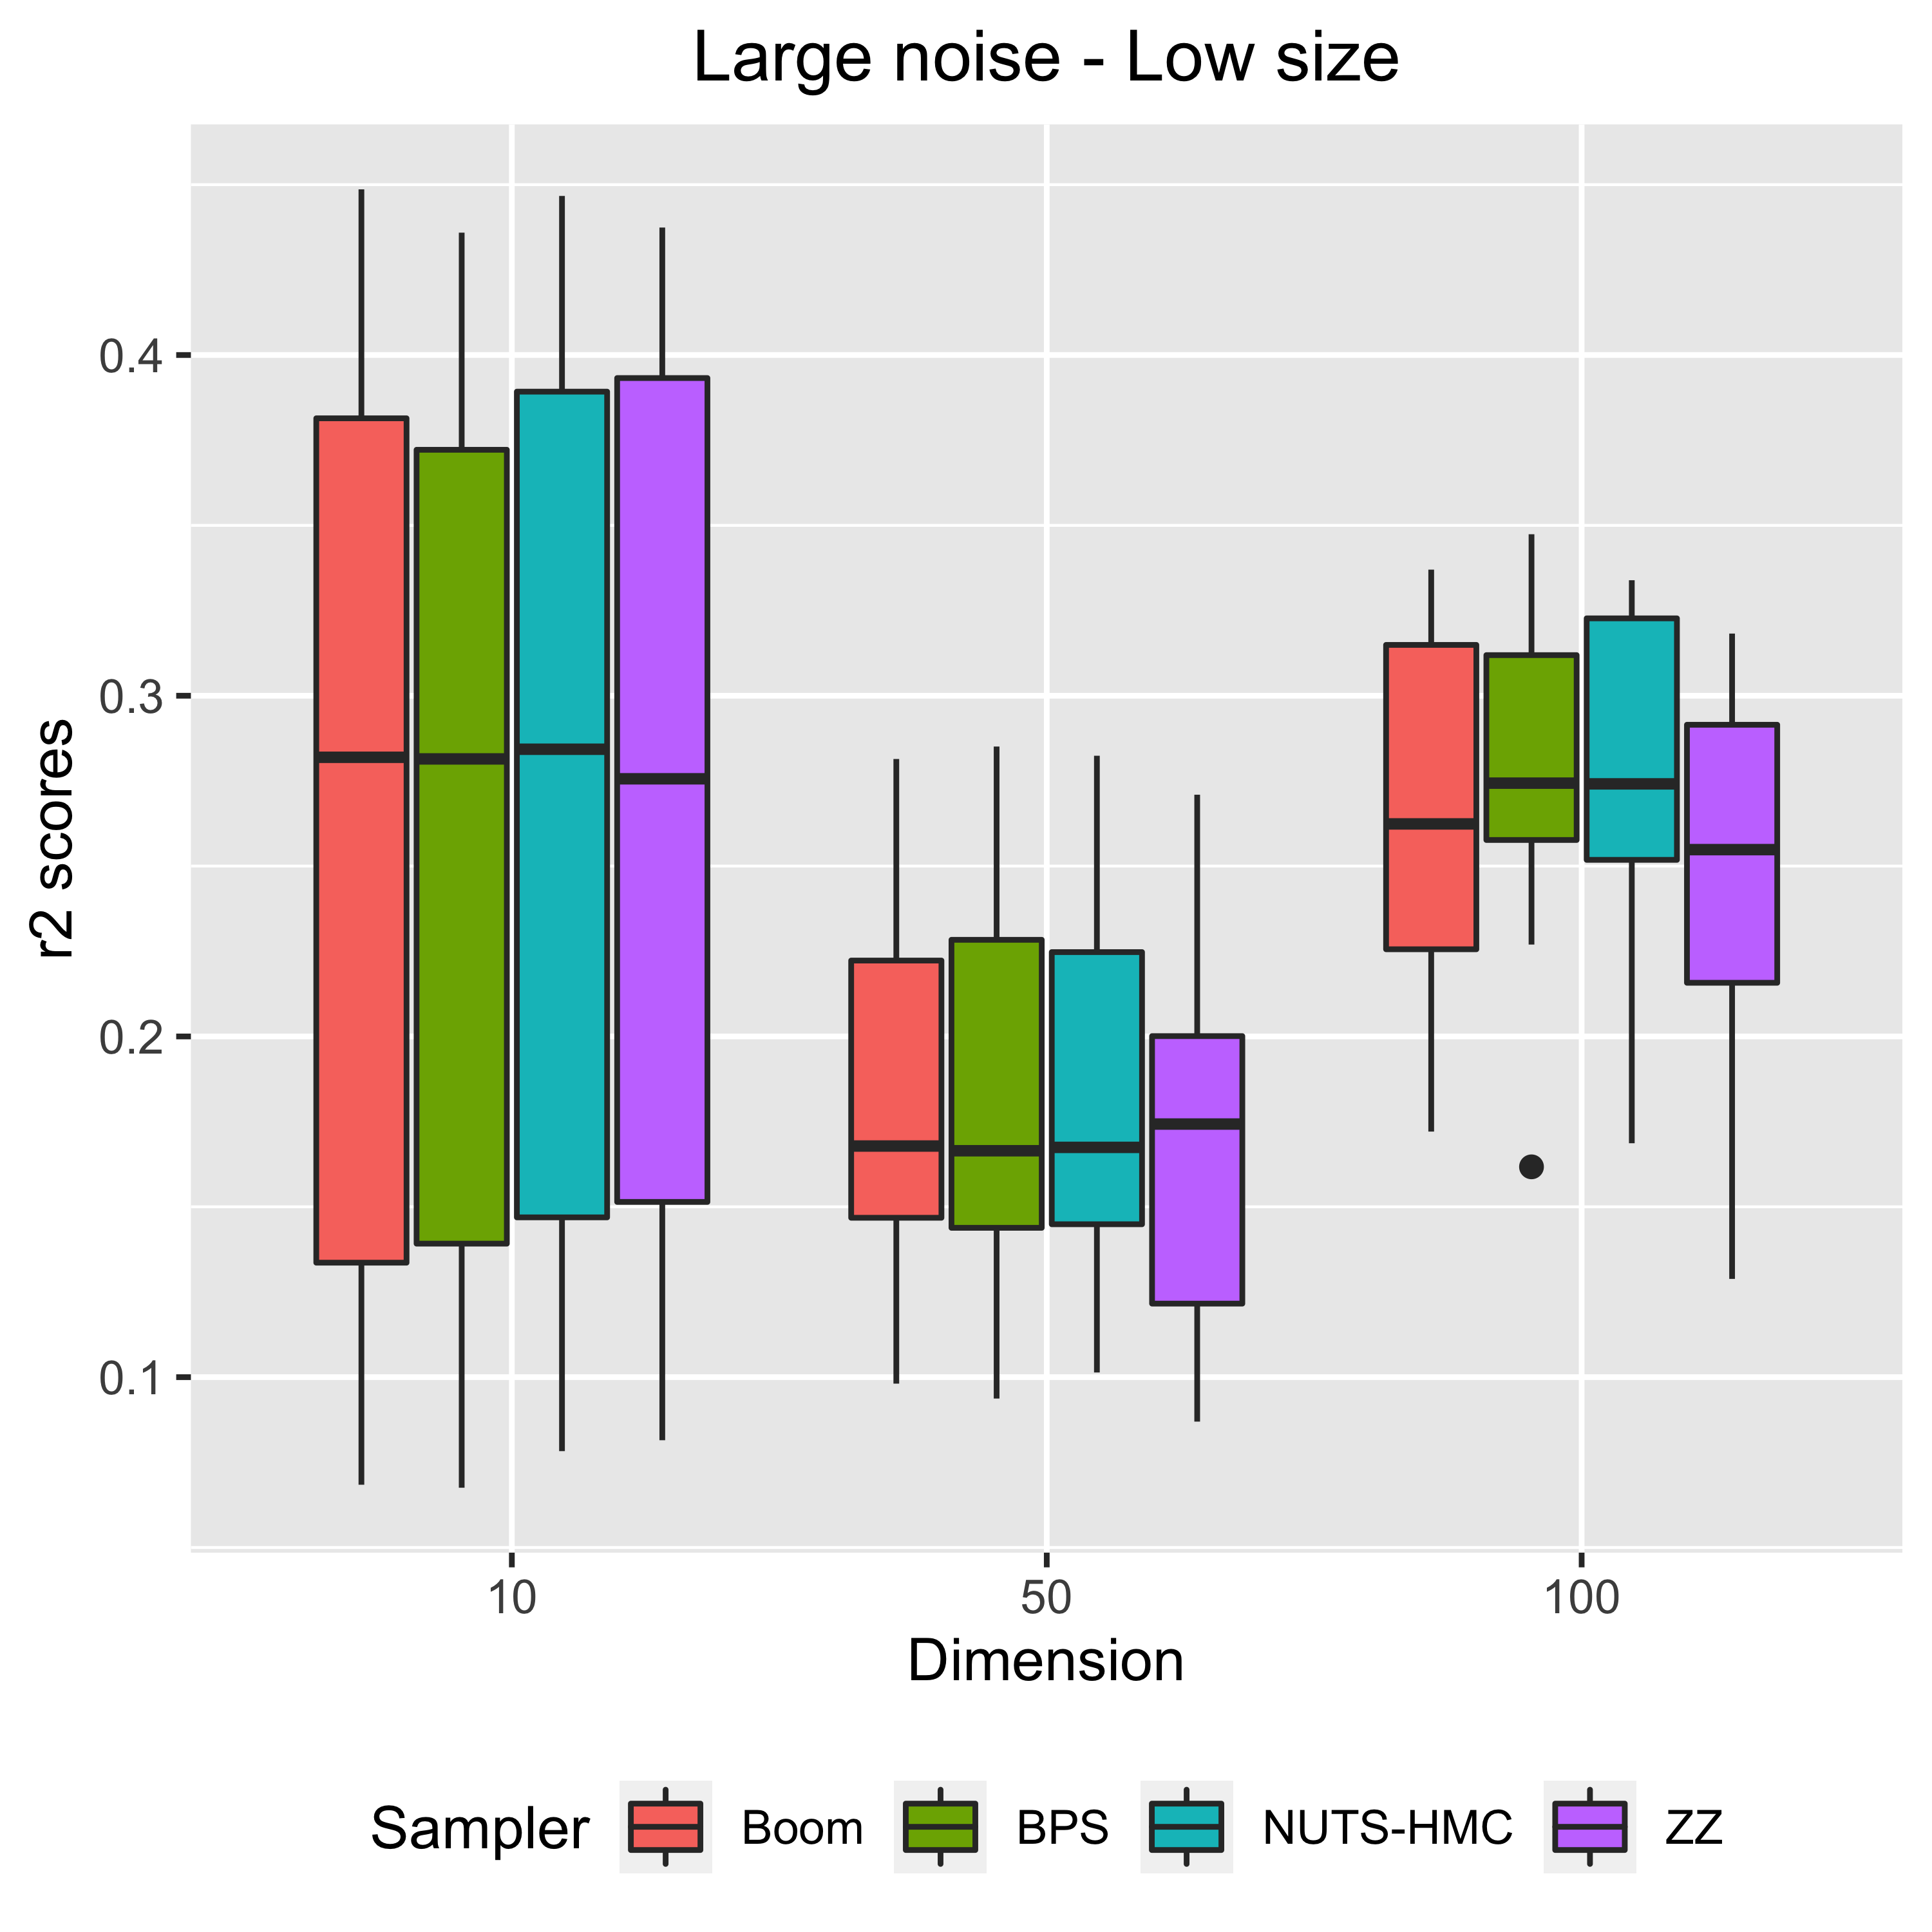 Large noise - Low size
r2 scores
0.4
0.3
0.2
0.1
10 50 100
Dimension
Sampler Boom BPS NUTS-HMC ZZ